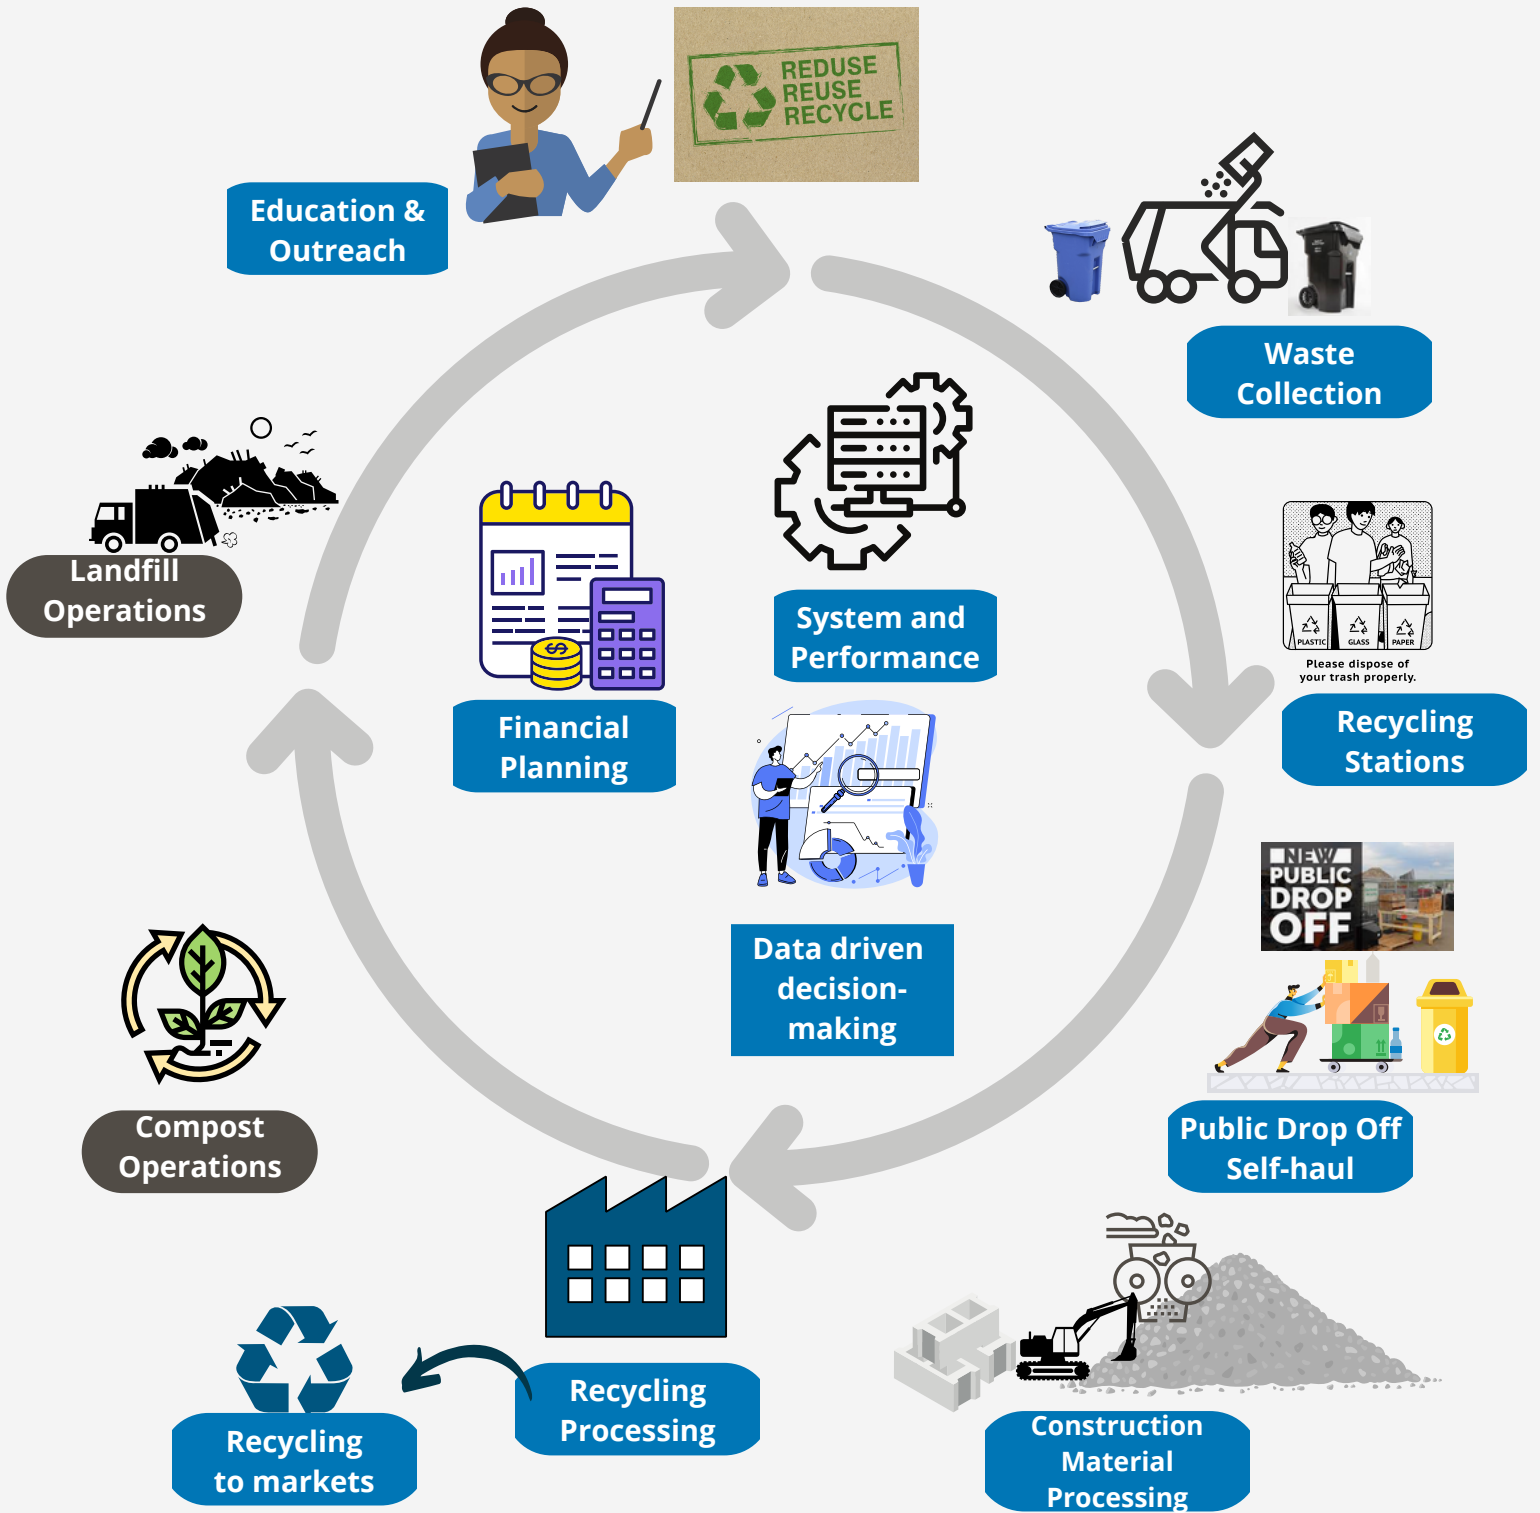 REDUSE
REUSE
RECYCLE
Education &
Outreach
Waste
Collection
Landfill
Operations
System and
Performance
Financial
Planning
PLASTIC
GLASS
PAPER
Please dispose of
your trash properly.
Recycling
Stations
NEW
PUBLIC
DROP
OFF
Data driven
decision-
making
Public Drop Off
Self-haul
Compost
Operations
Recycling
Processing
Recycling
to markets
Construction
Material
Processing